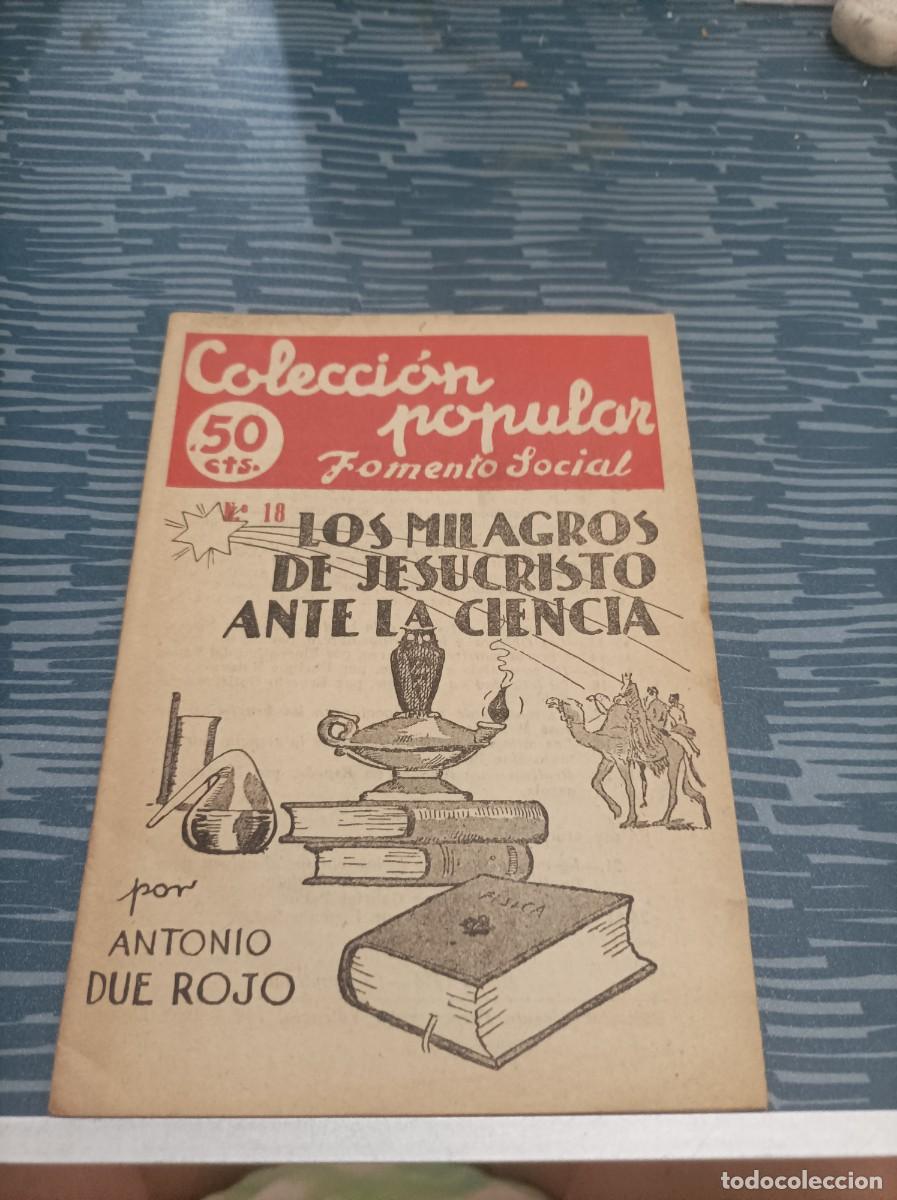 Colección
popular
.50
cts.
Fomento Social
N.º 18
LOS MILAGROS
DE JESUCRISTO
ANTE LA CIENCIA
FISICA
por
ANTONIO
DUE ROJO
todocoleccion